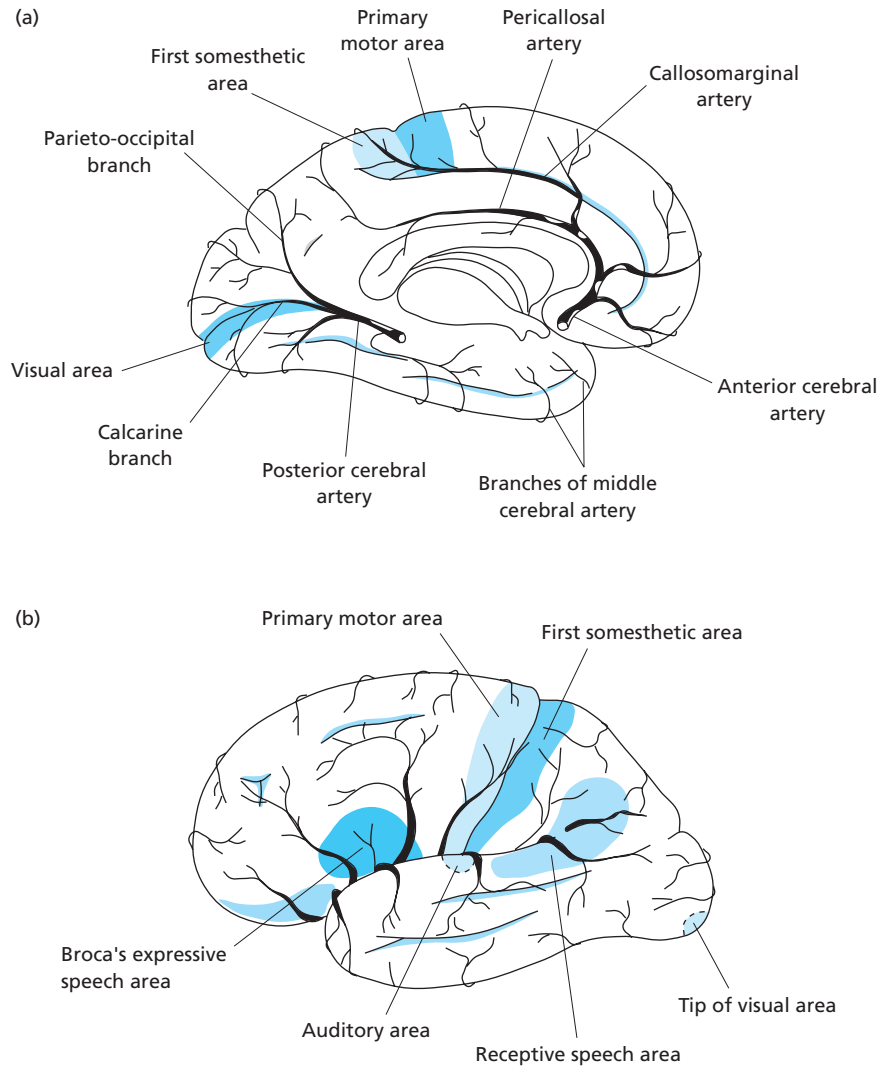 (a)
Primary
motor area
Pericallosal
artery
First somesthetic
area
Callosomarginal
artery
Parieto-occipital
branch
Visual area
Anterior cerebral
artery
Calcarine
branch
Posterior cerebral
artery
Branches of middle
cerebral artery
(b)
Primary motor area
First somesthetic area
Broca's expressive
speech area
Tip of visual area
Auditory area
Receptive speech area